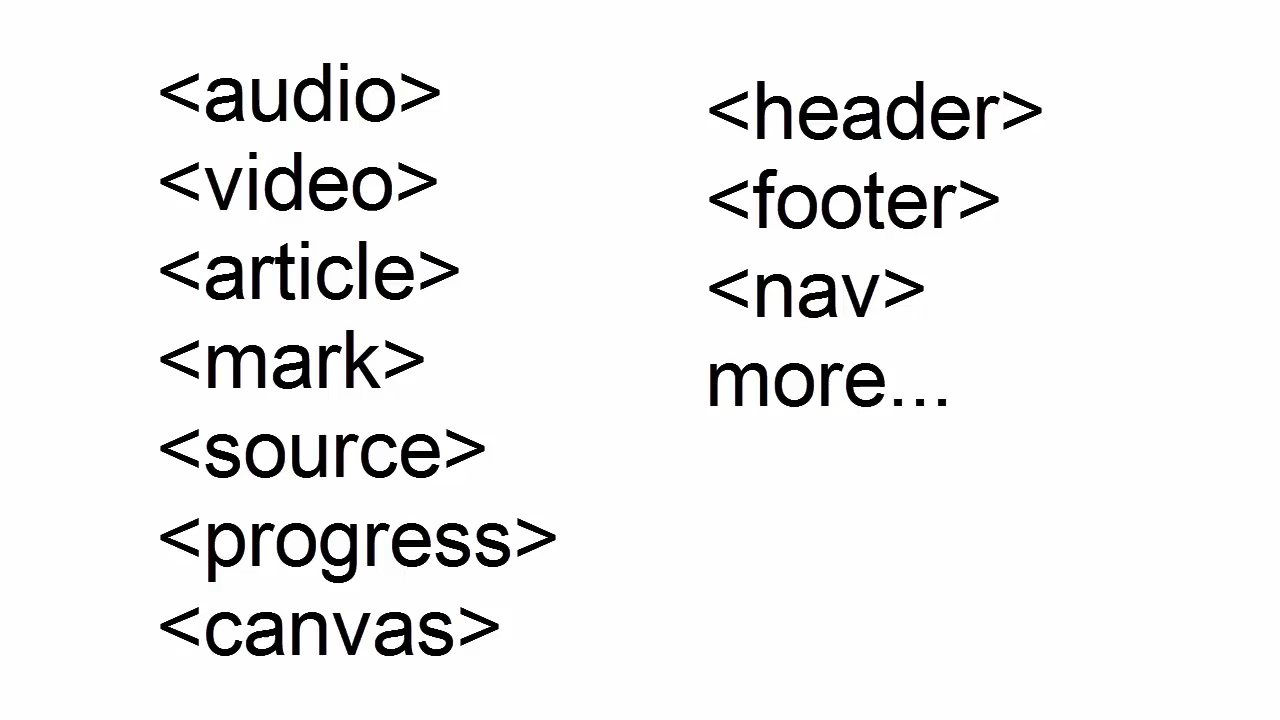 <audio>
<video>
<article>
<mark>
<source>
<progress>
<canvas>
<header>
<footer>
<nav>
more...